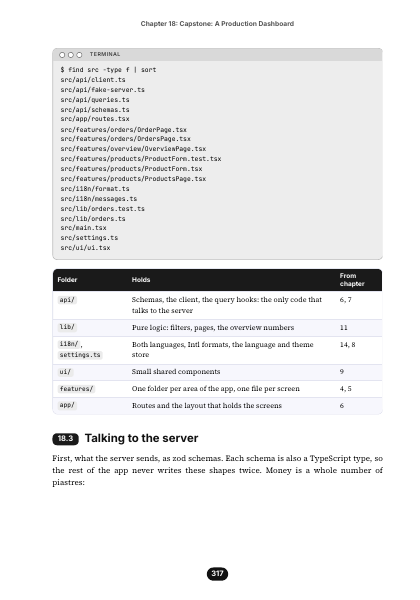 Chapter 18: Capstone: A Production Dashboard
TERMINAL
$ find src -type f | sort
src/api/client.ts
src/api/fake-server.ts
src/api/queries.ts
src/api/schemas.ts
src/app/routes.tsx
src/features/orders/OrderPage.tsx
src/features/orders/OrdersPage.tsx
src/features/overview/OverviewPage.tsx
src/features/products/ProductForm.test.tsx
src/features/products/ProductForm.tsx
src/features/products/ProductsPage.tsx
src/i18n/format.ts
src/i18n/messages.ts
src/lib/orders.test.ts
src/lib/orders.ts
src/main.tsx
src/settings.ts
src/ui/ui.tsx
Folder Holds From chapter
api/ Schemas, the client, the query hooks: the only code that talks to the server 6, 7
lib/ Pure logic: filters, pages, the overview numbers 11
i18n/, settings.ts Both languages, Intl formats, the language and theme store 14, 8
ui/ Small shared components 9
features/ One folder per area of the app, one file per screen 4, 5
app/ Routes and the layout that holds the screens 6
18.3 Talking to the server
First, what the server sends, as zod schemas. Each schema is also a TypeScript type, so
the rest of the app never writes these shapes twice. Money is a whole number of
piastres:
317